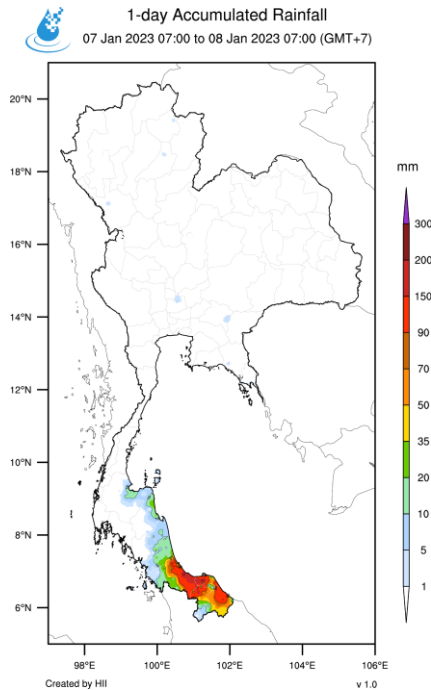 1-day Accumulated Rainfall
07 Jan 2023 07:00 to 08 Jan 2023 07:00 (GMT+7)
mm
20°N
18°N
16°N
14°N
12°N
10°N
8°N
6°N
300
200
150
90
70
50
35
20
10
5
1
98°E 100°E 102°E 104°E 106°E
Created by HII v 1.0